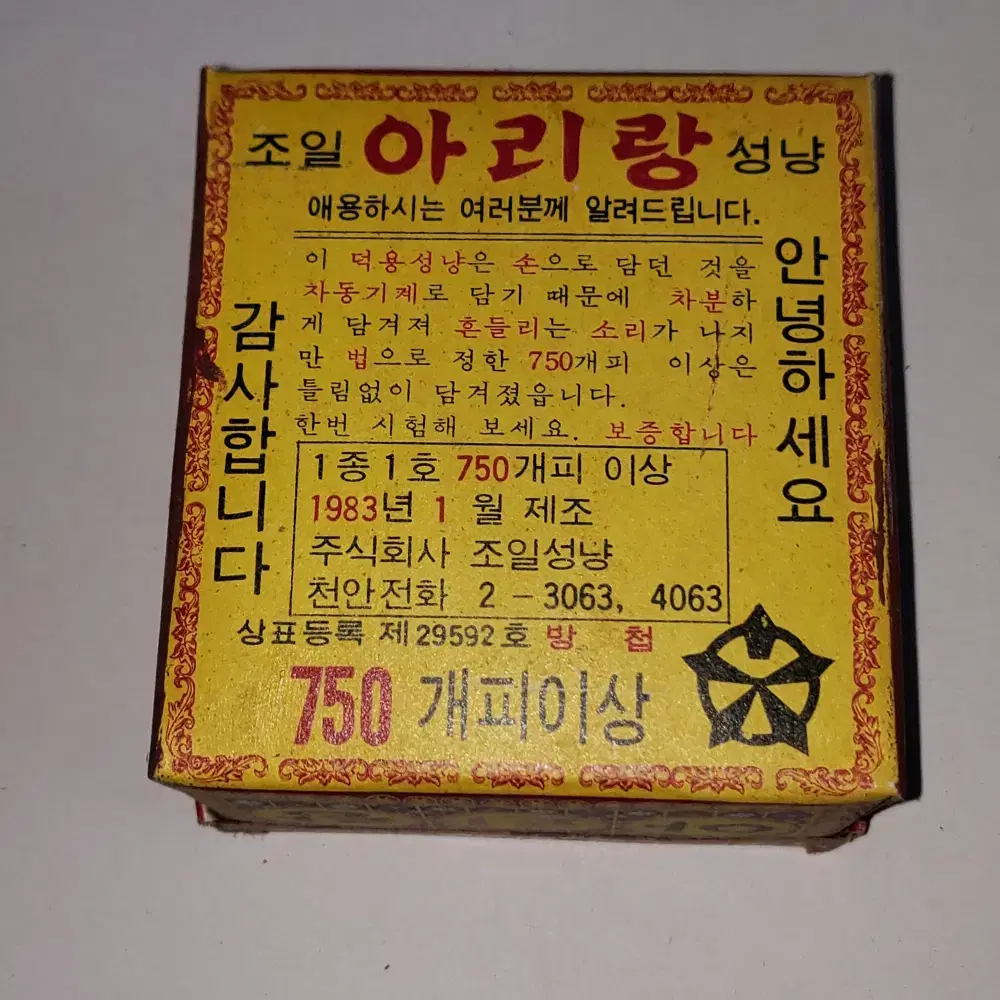 조일 아리랑 성냥
애용하시는 여러분께 알려드립니다.
안녕하세요
이 덕용성냥은 손으로 담던 것을
차동기계로 담기 때문에 차분하
게 담겨져 흔들리는 소리가 나지
만 법으로 정한 750개피 이상은
틀림없이 담겨졌읍니다.
한번 시험해 보세요. 보증합니다
감사합니다
1종1호 750개피 이상
1983년 1월 제조
주식회사 조일성냥
천안전화 2-3063, 4063
상표등록 제29592호 방 첩
750 개피이상